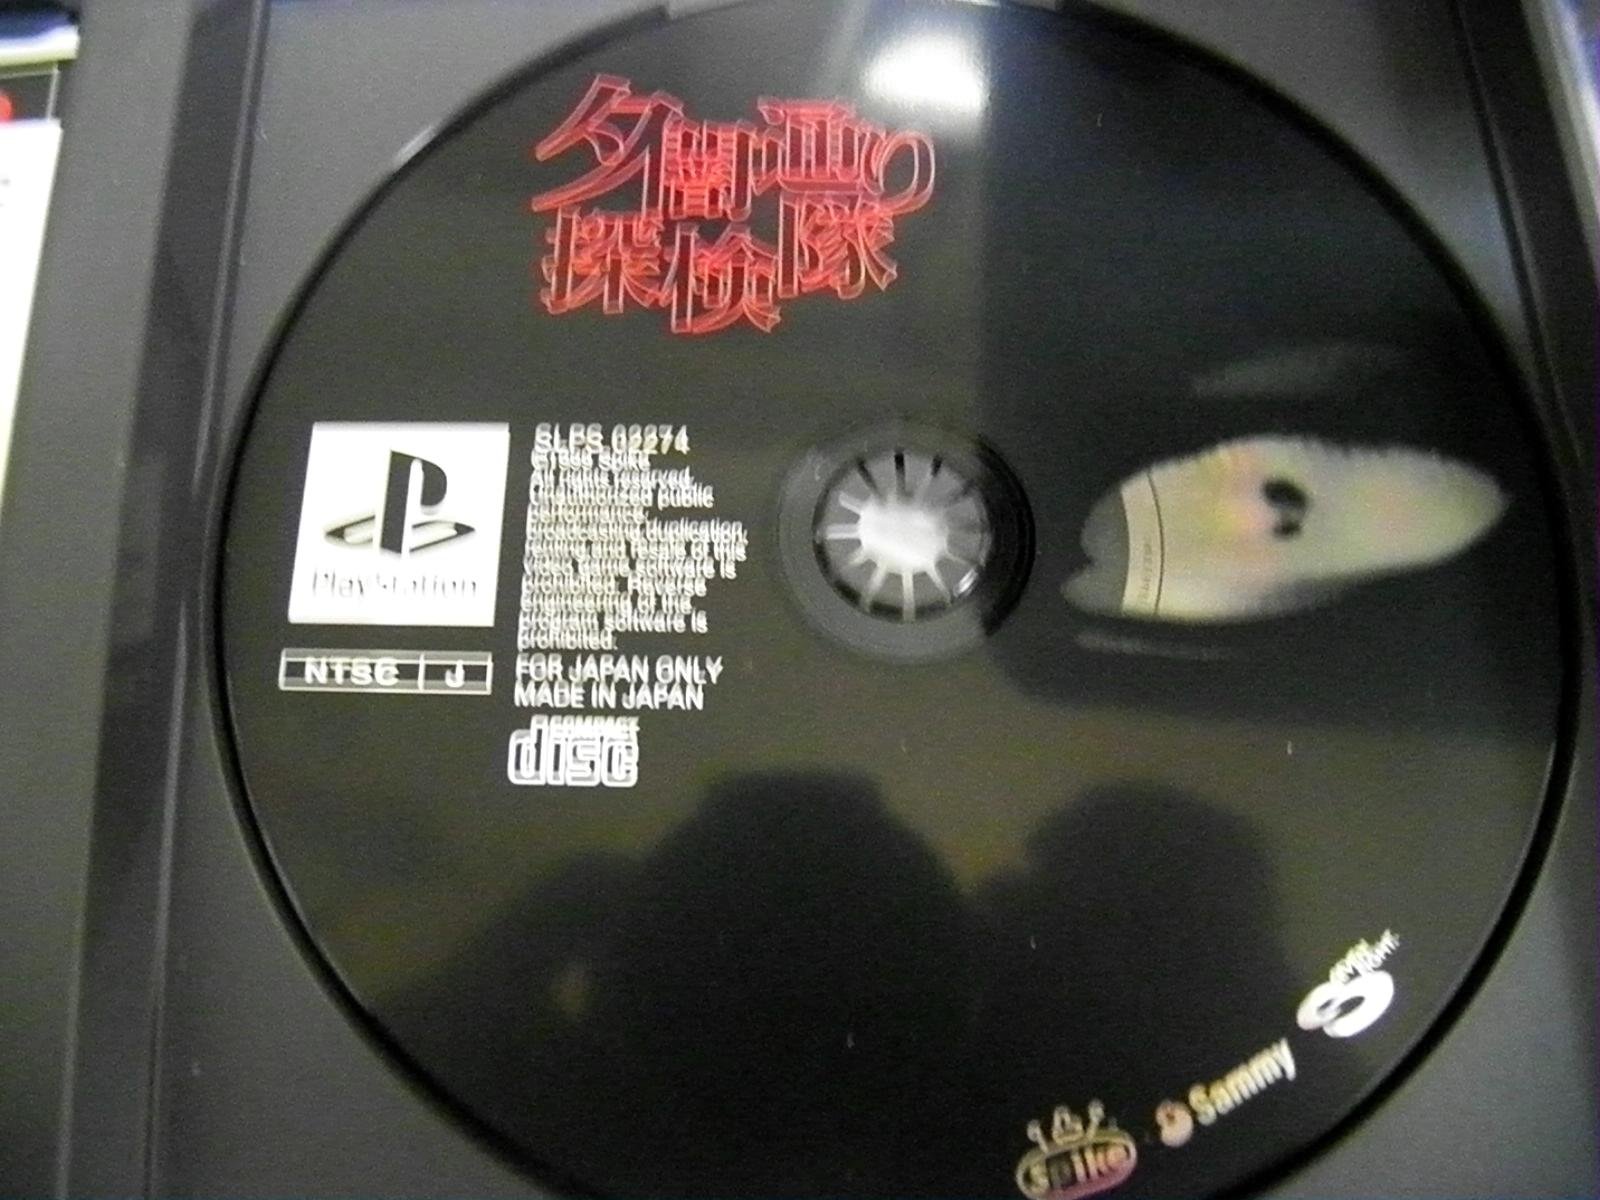 夕闇通り
探検隊
PlayStation
NTSC J
SLPS 02274
©1999 Spike
All rights reserved.
Unauthorized public
performance,
broadcasting, duplication,
renting and resale of this
video game software is
prohibited. Reverse
engineering of the
program software is
prohibited.
FOR JAPAN ONLY
MADE IN JAPAN
COMPACT
disc
spike
Sammy